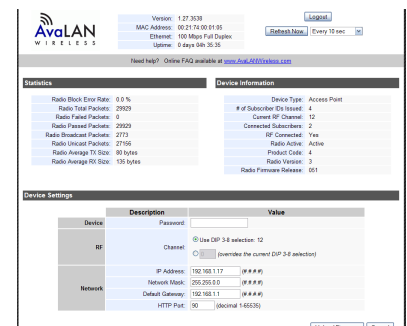 AvaLAN
WIRELESS
Version: 1.27.3538
MAC Address: 00:21:74:00:01:05
Ethernet: 100 Mbps Full Duplex
Uptime: 0 days 04h 35:35
Logout
Refresh Now Every 10 sec
Need help? Online FAQ available at www.AvaLANWireless.com
Statistics
Radio Block Error Rate: 0.0 %
Radio Total Packets: 29929
Radio Failed Packets: 0
Radio Passed Packets: 29929
Radio Broadcast Packets: 2773
Radio Unicast Packets: 27156
Radio Average TX Size: 80 bytes
Radio Average RX Size: 135 bytes
Device Information
Device Type: Access Point
# of Subscriber IDs Issued: 4
Current RF Channel: 12
Connected Subscribers: 2
RF Connected: Yes
Radio Active: Active
Product Code: 4
Radio Version: 3
Radio Firmware Release: 051
Device Settings
Description Value
Device Password:
RF Channel: Use DIP 3-8 selection: 12
(overrides the current DIP 3-8 selection)
Network
IP Address: 192.168.1.17 (#.#.#.#)
Network Mask: 255.255.0.0 (#.#.#.#)
Default Gateway: 192.168.1.1 (#.#.#.#)
HTTP Port: 90 (decimal 1-65535)